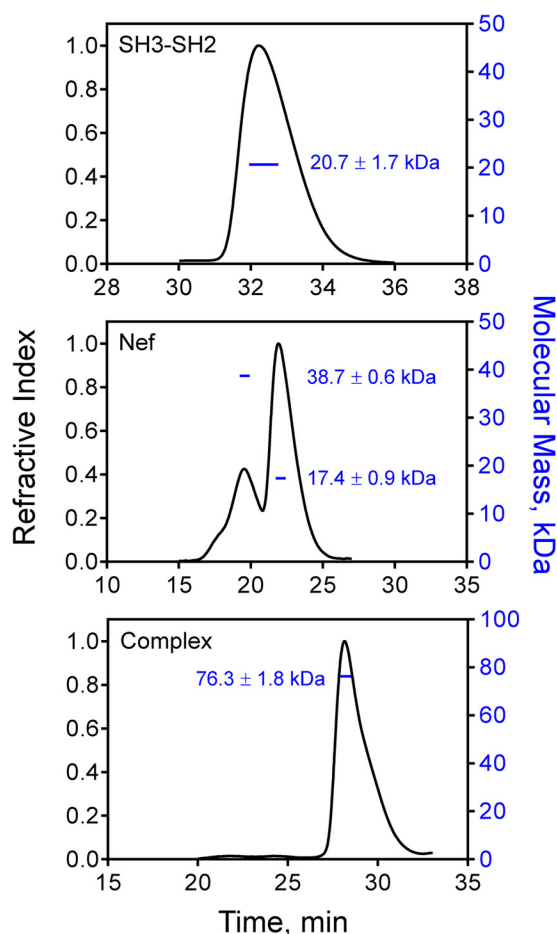 SH3-SH2
20.7 ± 1.7 kDa
1.0
0.8
0.6
0.4
0.2
0.0
50
40
30
20
10
0
28 30 32 34 36 38
Nef
38.7 ± 0.6 kDa
17.4 ± 0.9 kDa
1.0
0.8
0.6
0.4
0.2
0.0
50
40
30
20
10
0
10 15 20 25 30 35
Refractive Index
Molecular Mass, kDa
Complex
76.3 ± 1.8 kDa
1.0
0.8
0.6
0.4
0.2
0.0
100
80
60
40
20
0
15 20 25 30 35
Time, min